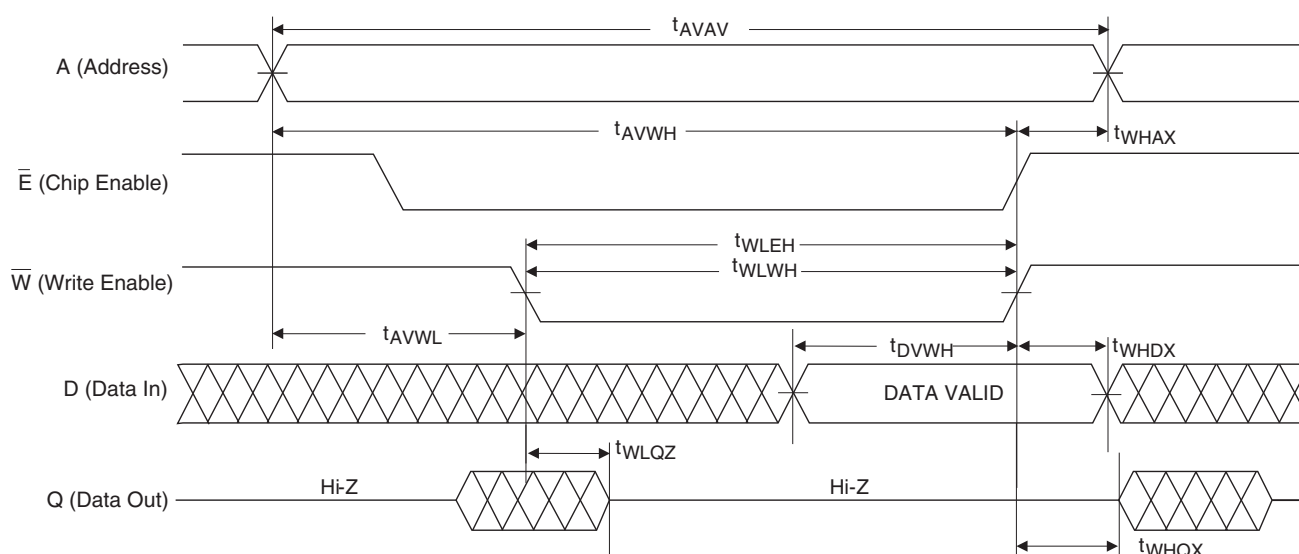 tAVAV
A (Address)
tAVWH
tWHAX
E̅ (Chip Enable)
tWLEH
tWLWH
W̅ (Write Enable)
tAVWL
tDVWH
tWHDX
D (Data In)
DATA VALID
tWLQZ
Q (Data Out)
Hi-Z
Hi-Z
tWHQX